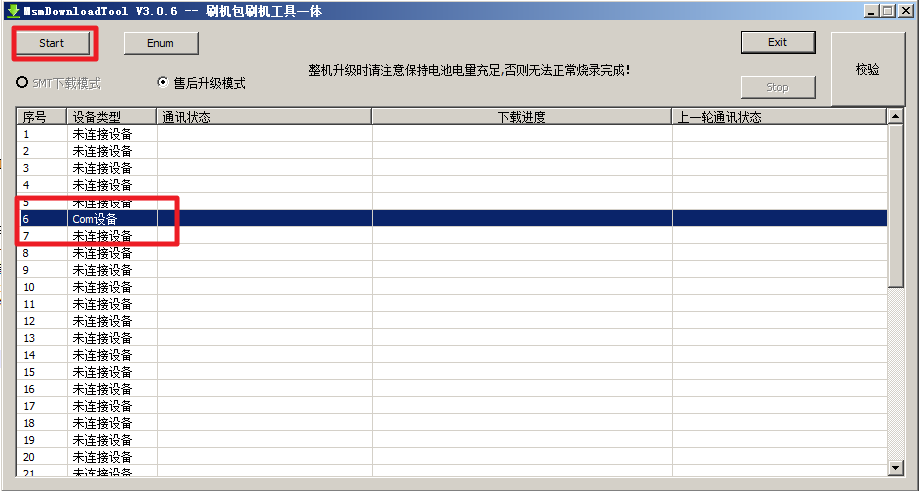 MsmDownloadTool V3.0.6 -- 刷机包刷机工具一体
Start
Enum
Exit
校验
整机升级时请注意保持电池电量充足,否则无法正常烧录完成!
SMT下载模式
售后升级模式
Stop
序号 设备类型 通讯状态 下载进度 上一轮通讯状态
1 未连接设备
2 未连接设备
3 未连接设备
4 未连接设备
5 未连接设备
6 Com设备
7 未连接设备
8 未连接设备
9 未连接设备
10 未连接设备
11 未连接设备
12 未连接设备
13 未连接设备
14 未连接设备
15 未连接设备
16 未连接设备
17 未连接设备
18 未连接设备
19 未连接设备
20 未连接设备
21 未连接设备